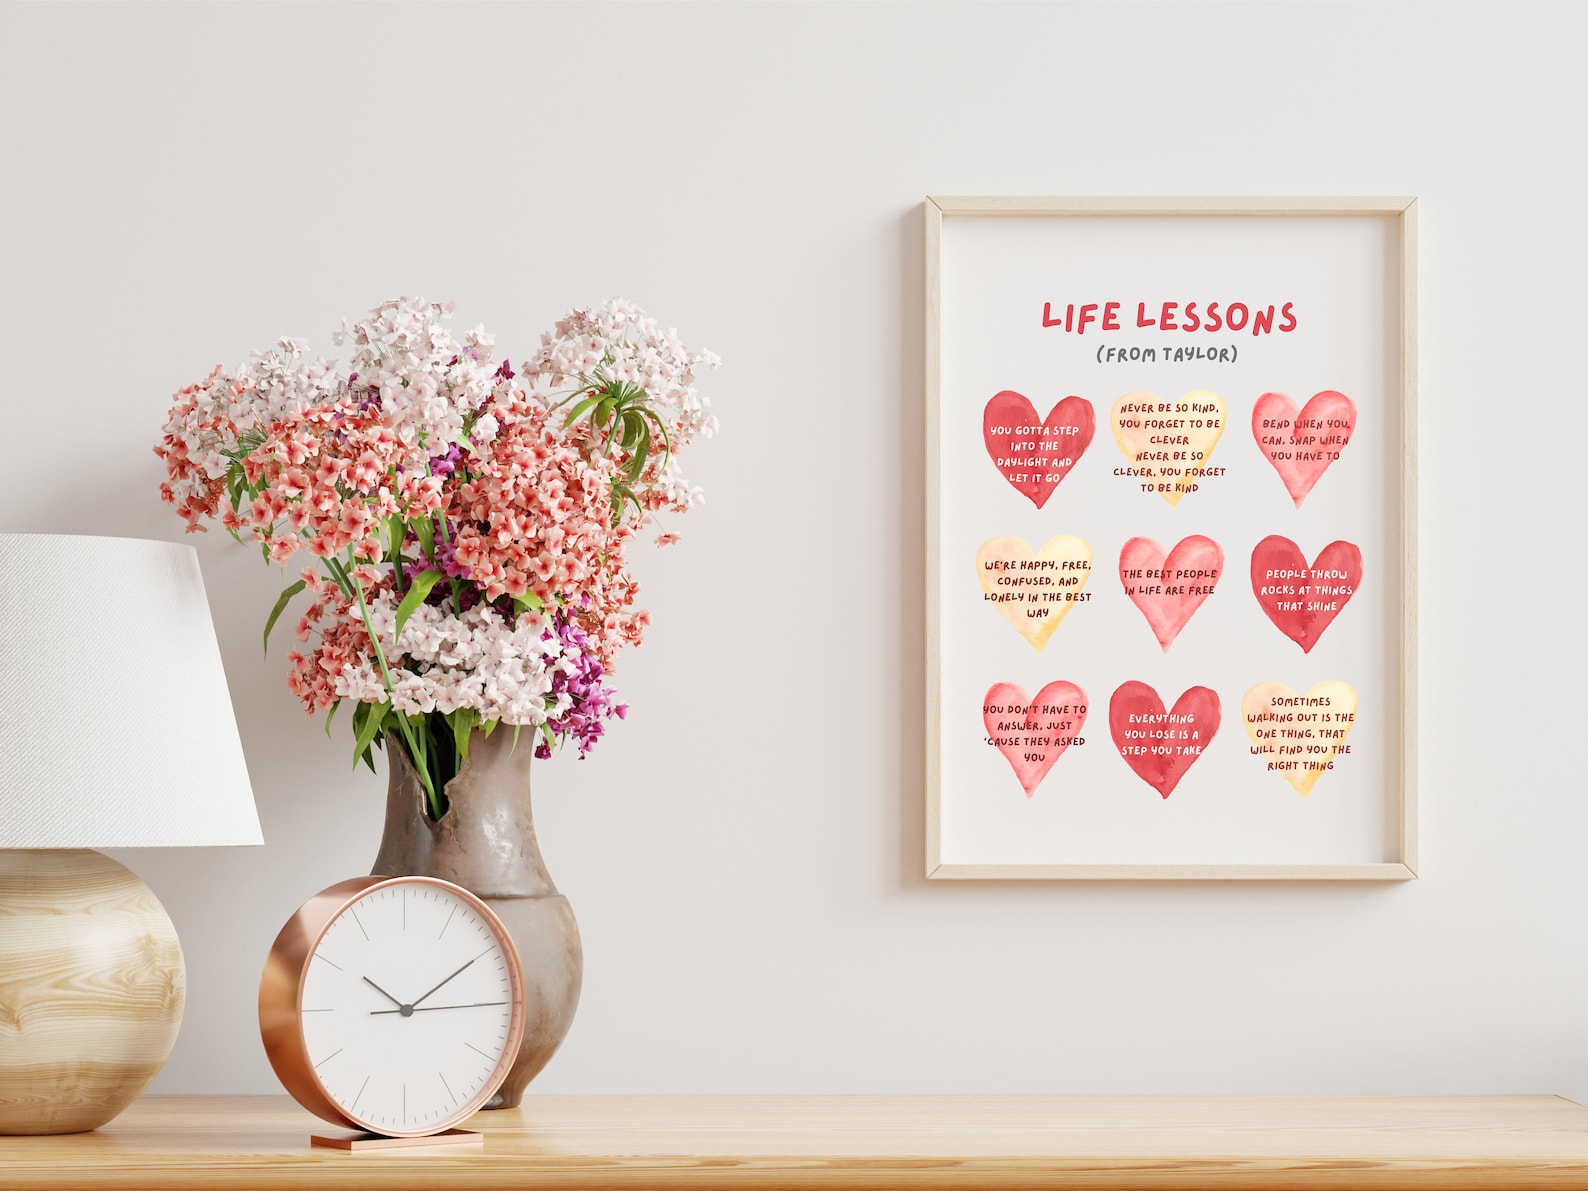 LIFE LESSONS
(FROM TAYLOR)
YOU GOTTA STEP
INTO THE
DAYLIGHT AND
LET IT GO
NEVER BE SO KIND,
YOU FORGET TO BE
CLEVER
NEVER BE SO
CLEVER, YOU FORGET
TO BE KIND
BEND WHEN YOU
CAN, SNAP WHEN
YOU HAVE TO
WE'RE HAPPY, FREE,
CONFUSED, AND
LONELY IN THE BEST
WAY
THE BEST PEOPLE
IN LIFE ARE FREE
PEOPLE THROW
ROCKS AT THINGS
THAT SHINE
YOU DON'T HAVE TO
ANSWER, JUST
'CAUSE THEY ASKED
YOU
EVERYTHING
YOU LOSE IS A
STEP YOU TAKE
SOMETIMES
WALKING OUT IS THE
ONE THING, THAT
WILL FIND YOU THE
RIGHT THING